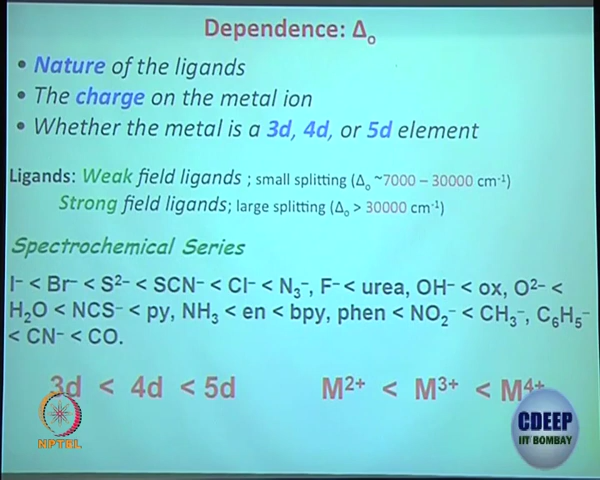 Dependence: Δₒ
• Nature of the ligands
• The charge on the metal ion
• Whether the metal is a 3d, 4d, or 5d element
Ligands: Weak field ligands ; small splitting (Δₒ ~7000 – 30000 cm⁻¹)
Strong field ligands; large splitting (Δₒ > 30000 cm⁻¹)
Spectrochemical Series
I⁻ < Br⁻ < S²⁻ < SCN⁻ < Cl⁻ < N₃⁻, F⁻ < urea, OH⁻ < ox, O²⁻ <
H₂O < NCS⁻ < py, NH₃ < en < bpy, phen < NO₂⁻ < CH₃⁻, C₆H₅⁻
< CN⁻ < CO.
3d < 4d < 5d M²⁺ < M³⁺ < M⁴⁺
NPTEL
CDEEP
IIT BOMBAY